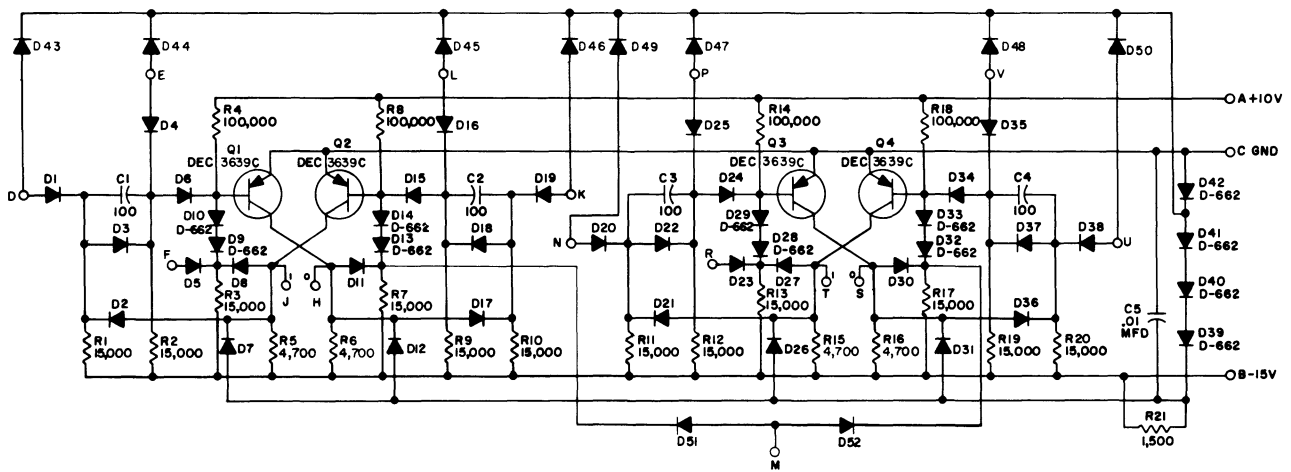 D43
D44
D45
D46
D49
D47
D48
D50
E
L
P
V
A+10V
R4
100,000
R8
100,000
R14
100,000
R18
100,000
D4
D16
D25
D35
Q1
DEC 3639C
Q2
DEC 3639C
Q3
DEC 3639C
Q4
DEC 3639C
C GND
D
D1
C1
100
D6
D15
C2
100
D19
K
C3
100
D24
D34
C4
100
D42
D-662
D3
D10
D-662
D9
D-662
D14
D-662
D13
D-662
D18
N
D20
D22
D29
D-662
D28
D-662
D33
D-662
D32
D-662
D37
D38
U
D41
D-662
F
D5
D8
1
J
0
H
D11
R
D23
D27
1
T
0
S
D30
D40
D-662
D2
R3
15,000
R7
15,000
D17
D21
R13
15,000
R17
15,000
D36
C5
.01
MFD
D39
D-662
R1
15,000
R2
15,000
D7
R5
4,700
R6
4,700
D12
R9
15,000
R10
15,000
R11
15,000
R12
15,000
D26
R15
4,700
R16
4,700
D31
R19
15,000
R20
15,000
B-15V
R21
1,500
D51
D52
M